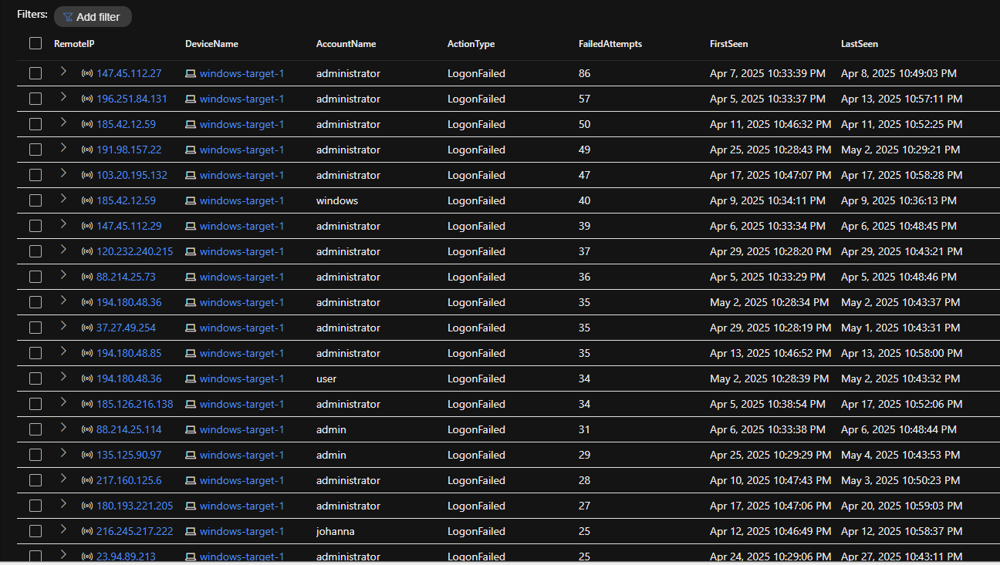 Filters: Add filter
RemoteIP DeviceName AccountName ActionType FailedAttempts FirstSeen LastSeen
147.45.112.27 windows-target-1 administrator LogonFailed 86 Apr 7, 2025 10:33:39 PM Apr 8, 2025 10:49:03 PM
196.251.84.131 windows-target-1 administrator LogonFailed 57 Apr 5, 2025 10:33:37 PM Apr 13, 2025 10:57:11 PM
185.42.12.59 windows-target-1 administrator LogonFailed 50 Apr 11, 2025 10:46:32 PM Apr 11, 2025 10:52:25 PM
191.98.157.22 windows-target-1 administrator LogonFailed 49 Apr 25, 2025 10:28:43 PM May 2, 2025 10:29:21 PM
103.20.195.132 windows-target-1 administrator LogonFailed 47 Apr 17, 2025 10:47:07 PM Apr 17, 2025 10:58:28 PM
185.42.12.59 windows-target-1 windows LogonFailed 40 Apr 9, 2025 10:34:11 PM Apr 9, 2025 10:36:13 PM
147.45.112.29 windows-target-1 administrator LogonFailed 39 Apr 6, 2025 10:33:34 PM Apr 6, 2025 10:48:45 PM
120.232.240.215 windows-target-1 administrator LogonFailed 37 Apr 29, 2025 10:28:20 PM Apr 29, 2025 10:43:21 PM
88.214.25.73 windows-target-1 administrator LogonFailed 36 Apr 5, 2025 10:33:29 PM Apr 5, 2025 10:48:46 PM
194.180.48.36 windows-target-1 administrator LogonFailed 35 May 2, 2025 10:28:34 PM May 2, 2025 10:43:37 PM
37.27.49.254 windows-target-1 administrator LogonFailed 35 Apr 29, 2025 10:28:19 PM May 1, 2025 10:43:31 PM
194.180.48.85 windows-target-1 administrator LogonFailed 35 Apr 13, 2025 10:46:52 PM Apr 13, 2025 10:58:00 PM
194.180.48.36 windows-target-1 user LogonFailed 34 May 2, 2025 10:28:39 PM May 2, 2025 10:43:32 PM
185.126.216.138 windows-target-1 administrator LogonFailed 34 Apr 5, 2025 10:38:54 PM Apr 17, 2025 10:52:06 PM
88.214.25.114 windows-target-1 admin LogonFailed 31 Apr 6, 2025 10:33:38 PM Apr 6, 2025 10:48:44 PM
135.125.90.97 windows-target-1 admin LogonFailed 29 Apr 25, 2025 10:29:29 PM May 4, 2025 10:43:53 PM
217.160.125.6 windows-target-1 administrator LogonFailed 28 Apr 10, 2025 10:47:43 PM May 3, 2025 10:50:23 PM
180.193.221.205 windows-target-1 administrator LogonFailed 27 Apr 17, 2025 10:47:06 PM Apr 20, 2025 10:59:03 PM
216.245.217.222 windows-target-1 johanna LogonFailed 25 Apr 12, 2025 10:46:49 PM Apr 12, 2025 10:58:37 PM
23.94.89.213 windows-target-1 administrator LogonFailed 25 Apr 24, 2025 10:29:06 PM Apr 27, 2025 10:43:11 PM